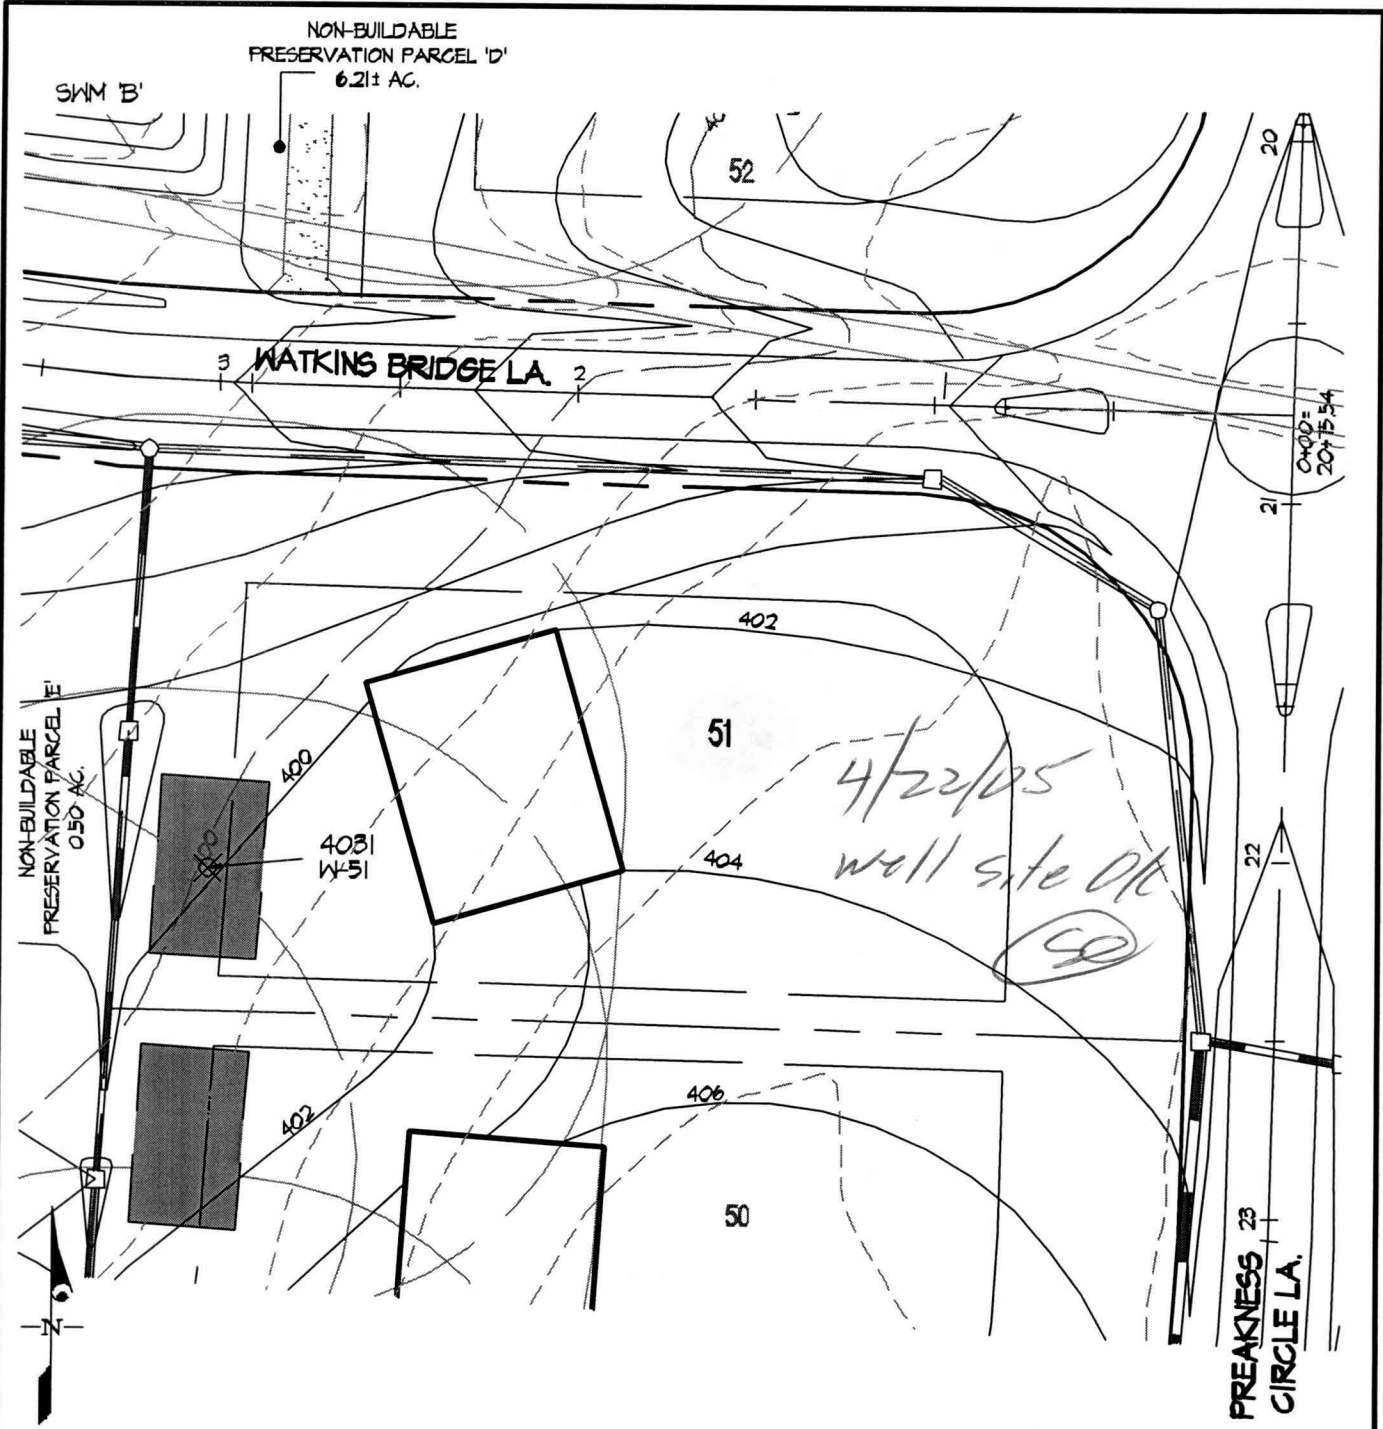 NON-BUILDABLE
PRESERVATION PARCEL 'D'
6.21± AC.
SWM 'B'
52
20
WATKINS BRIDGE LA.
3
2
0+00=
20+75.54
21
402
51
NON-BUILDABLE
PRESERVATION PARCEL 'E'
0.50 AC.
400
4/22/05
well site OK
403.1
W-51
404
22
402
406
50
23
N
PREAKNESS
CIRCLE LA.